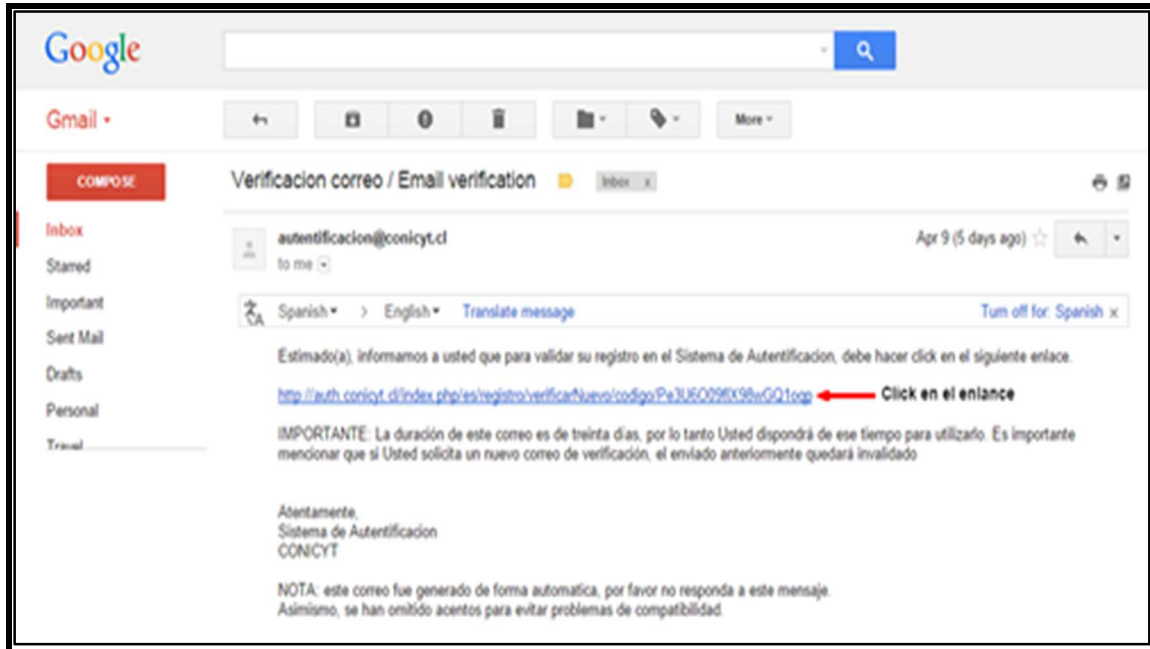 Google
Gmail
More
COMPOSE
Verificacion correo / Email verification
Inbox x
Inbox
Starred
Important
Sent Mail
Drafts
Personal
Travel
autentificacion@conicyt.cl
Apr 9 (5 days ago)
to me
Spanish > English Translate message
Turn off for: Spanish x
Estimado(a), informamos a usted que para validar su registro en el Sistema de Autentificacion, debe hacer click en el siguiente enlace.
Click en el enlance
IMPORTANTE: La duración de este correo es de treinta días, por lo tanto Usted dispondrá de ese tiempo para utilizarlo. Es importante
mencionar que si Usted solicita un nuevo correo de verificación, el enviado anteriormente quedará invalidado
Atentamente,
Sistema de Autentificacion
CONICYT
NOTA: este correo fue generado de forma automatica, por favor no responda a este mensaje.
Asimismo, se han omitido acentos para evitar problemas de compatibilidad.